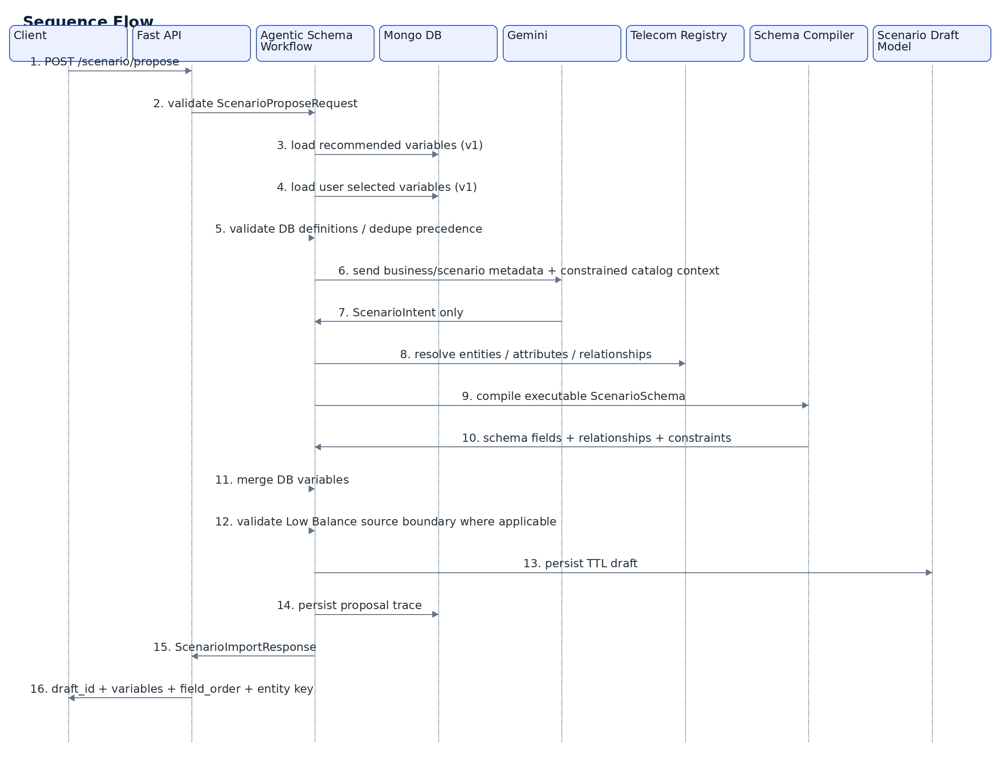 Sequence Flow
Client
Fast API
Agentic Schema
Workflow
Mongo DB
Gemini
Telecom Registry
Schema Compiler
Scenario Draft
Model
1. POST /scenario/propose
2. validate ScenarioProposeRequest
3. load recommended variables (v1)
4. load user selected variables (v1)
5. validate DB definitions / dedupe precedence
6. send business/scenario metadata + constrained catalog context
7. ScenarioIntent only
8. resolve entities / attributes / relationships
9. compile executable ScenarioSchema
10. schema fields + relationships + constraints
11. merge DB variables
12. validate Low Balance source boundary where applicable
13. persist TTL draft
14. persist proposal trace
15. ScenarioImportResponse
16. draft_id + variables + field_order + entity key